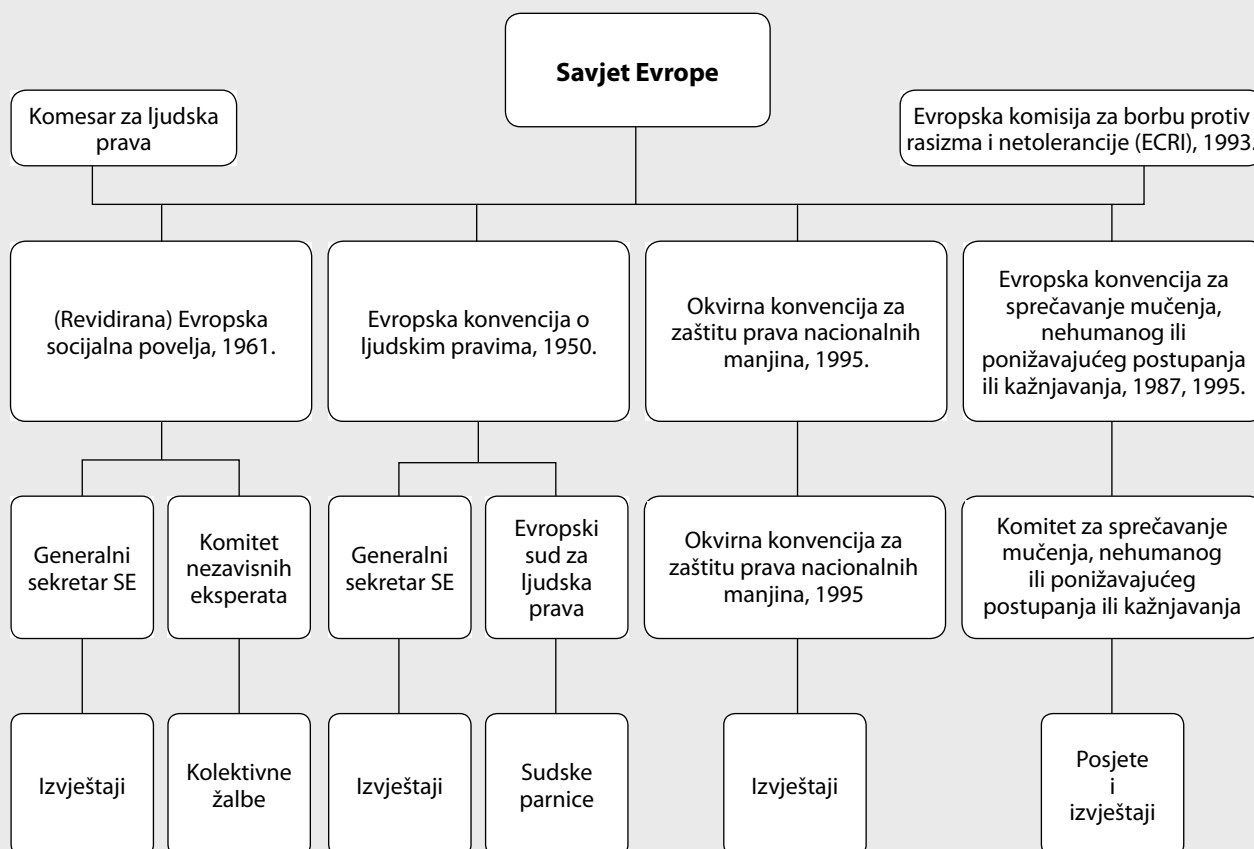 Savjet Evrope
Komesar za ljudska
prava
Evropska komisija za borbu protiv
rasizma i netolerancije (ECRI), 1993.
(Revidirana) Evropska
socijalna povelja, 1961.
Evropska konvencija o
ljudskim pravima, 1950.
Okvirna konvencija za
zaštitu prava nacionalnih
manjina, 1995.
Evropska konvencija za
sprečavanje mučenja,
nehumanog ili
ponižavajućeg postupanja
ili kažnjavanja, 1987, 1995.
Generalni
sekretar SE
Komitet
nezavisnih
eksperata
Generalni
sekretar SE
Evropski
sud za
ljudska
prava
Okvirna konvencija za
zaštitu prava nacionalnih
manjina, 1995
Komitet za sprečavanje
mučenja, nehumanog
ili ponižavajućeg
postupanja ili kažnjavanja
Izvještaji
Kolektivne
žalbe
Izvještaji
Sudske
parnice
Izvještaji
Posjete
i
izvještaji